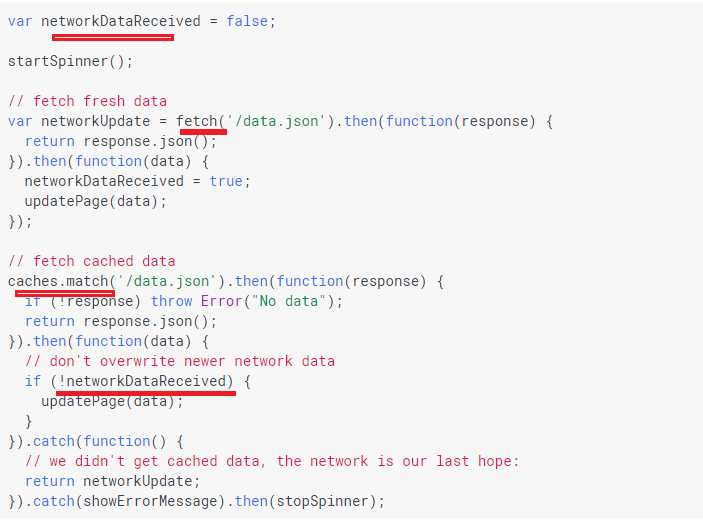 var networkDataReceived = false;
startSpinner();
// fetch fresh data
var networkUpdate = fetch('/data.json').then(function(response) {
  return response.json();
}).then(function(data) {
  networkDataReceived = true;
  updatePage(data);
});
// fetch cached data
caches.match('/data.json').then(function(response) {
  if (!response) throw Error("No data");
  return response.json();
}).then(function(data) {
  // don't overwrite newer network data
  if (!networkDataReceived) {
    updatePage(data);
  }
}).catch(function() {
  // we didn't get cached data, the network is our last hope:
  return networkUpdate;
}).catch(showErrorMessage).then(stopSpinner);